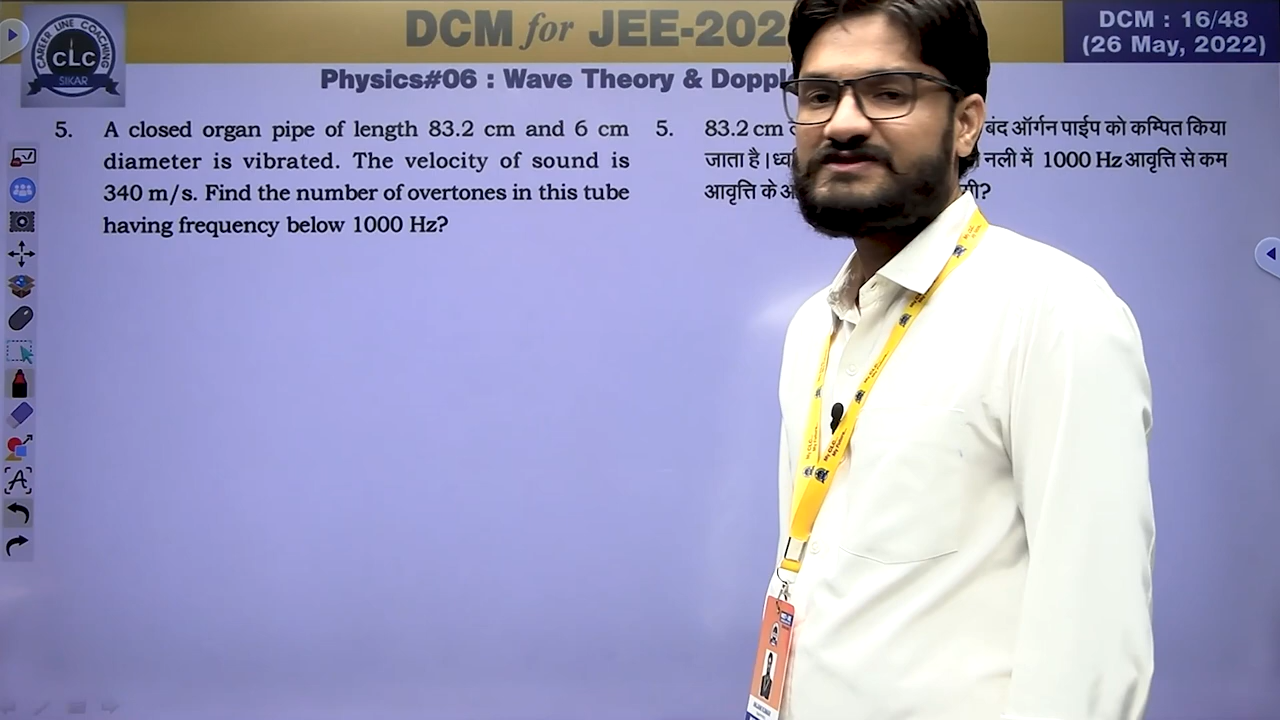 DCM for JEE-202
DCM : 16/48
(26 May, 2022)
CAREER LINE COACHING
CLC
SIKAR
Physics#06 : Wave Theory &
5. A closed organ pipe of length 83.2 cm and 6 cm
diameter is vibrated. The velocity of sound is
340 m/s. Find the number of overtones in this tube
having frequency below 1000 Hz?
5. 83.2 cm बंद ऑर्गन पाईप को कम्पित किया
जाता है। नली में 1000 Hz आवृत्ति से कम
आवृत्ति के